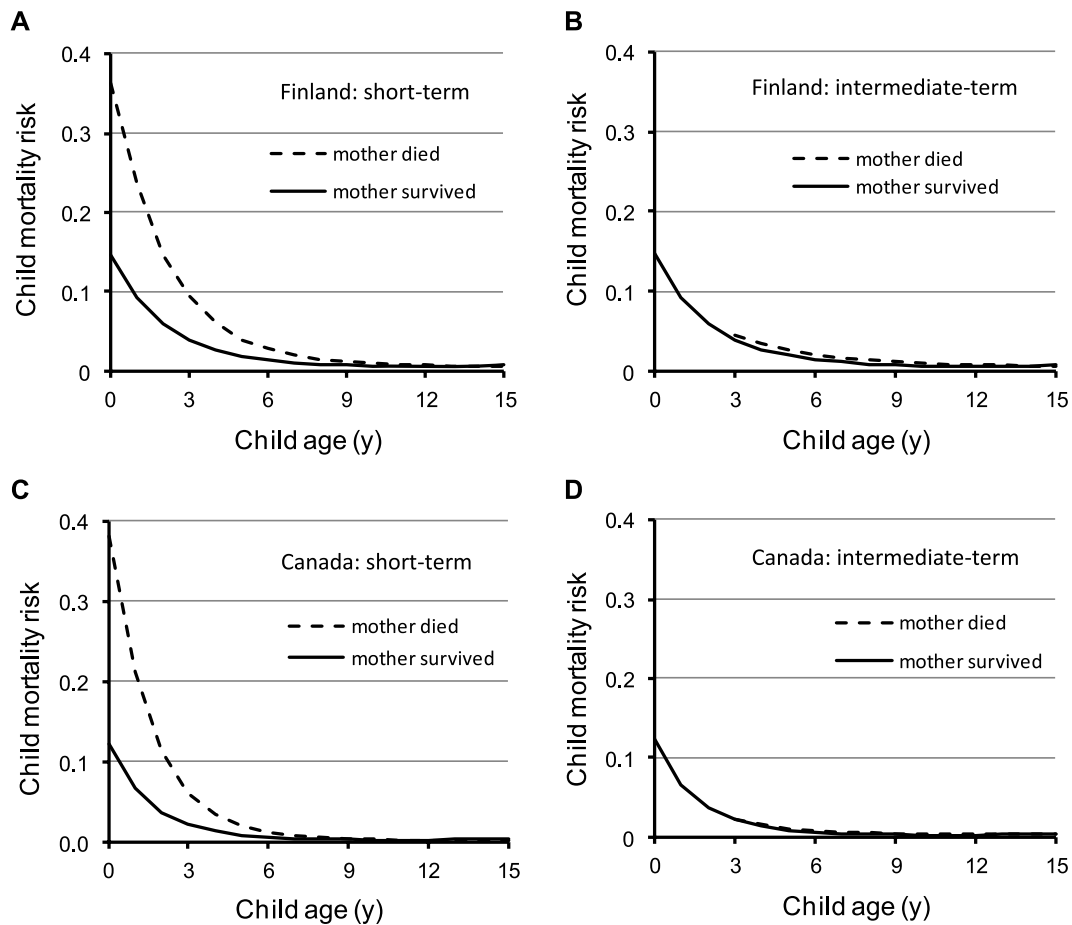 A
Child mortality risk
0.4
0.3
0.2
0.1
0
Finland: short-term
mother died
mother survived
0 3 6 9 12 15
Child age (y)
B
Child mortality risk
0.4
0.3
0.2
0.1
0
Finland: intermediate-term
mother died
mother survived
0 3 6 9 12 15
Child age (y)
C
Child mortality risk
0.4
0.3
0.2
0.1
0.0
Canada: short-term
mother died
mother survived
0 3 6 9 12 15
Child age (y)
D
Child mortality risk
0.4
0.3
0.2
0.1
0
Canada: intermediate-term
mother died
mother survived
0 3 6 9 12 15
Child age (y)